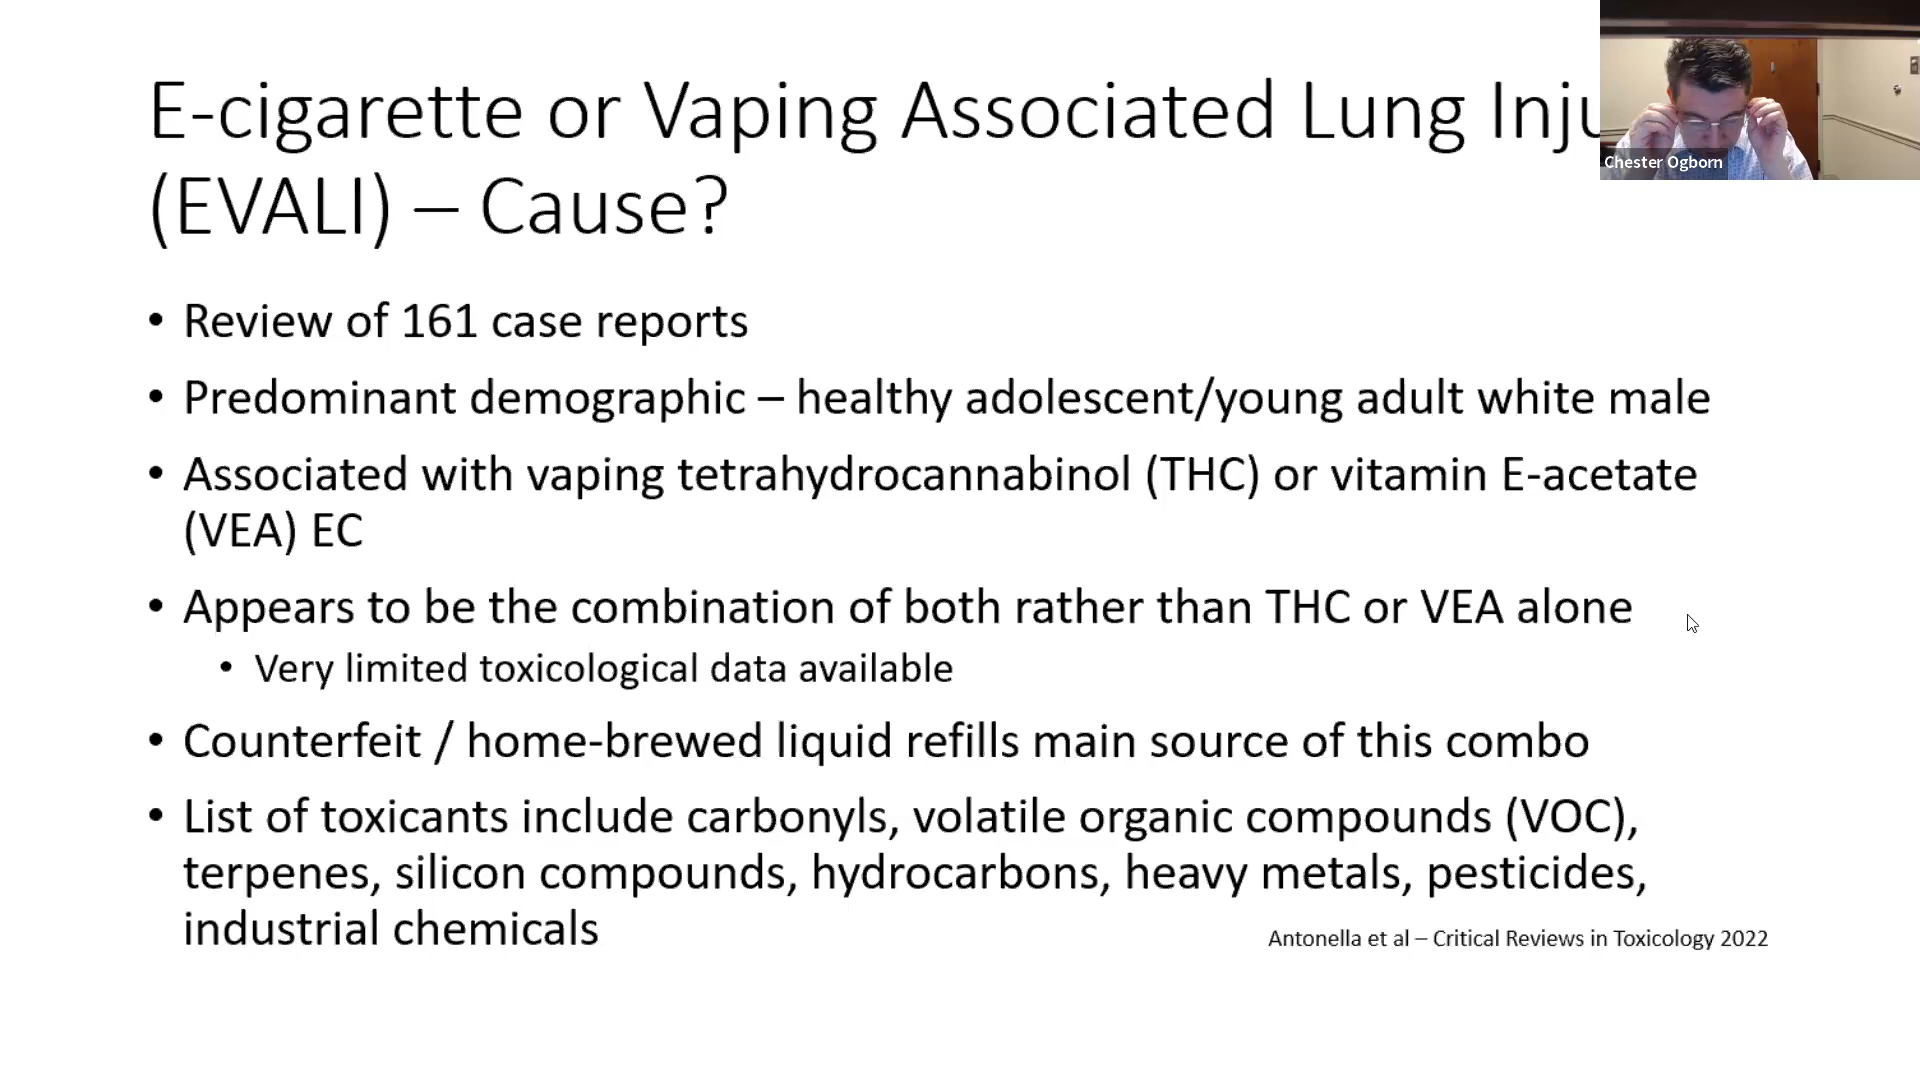 E-cigarette or Vaping Associated Lung Inju
(EVALI) – Cause?
Chester Ogborn
• Review of 161 case reports
• Predominant demographic – healthy adolescent/young adult white male
• Associated with vaping tetrahydrocannabinol (THC) or vitamin E-acetate
(VEA) EC
• Appears to be the combination of both rather than THC or VEA alone
• Very limited toxicological data available
• Counterfeit / home-brewed liquid refills main source of this combo
• List of toxicants include carbonyls, volatile organic compounds (VOC),
terpenes, silicon compounds, hydrocarbons, heavy metals, pesticides,
industrial chemicals
Antonella et al – Critical Reviews in Toxicology 2022